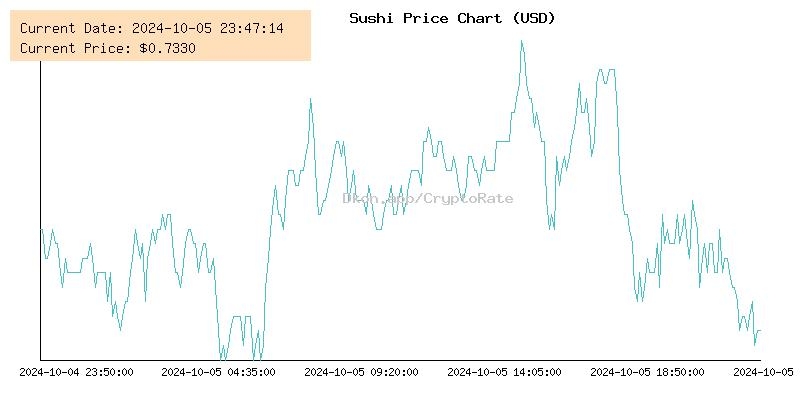 Sushi Price Chart (USD)
Current Date: 2024-10-05 23:47:14
Current Price: $0.7330
Dkon.app/CryptoRate
2024-10-04 23:50:00 2024-10-05 04:35:00 2024-10-05 09:20:00 2024-10-05 14:05:00 2024-10-05 18:50:00 2024-10-05